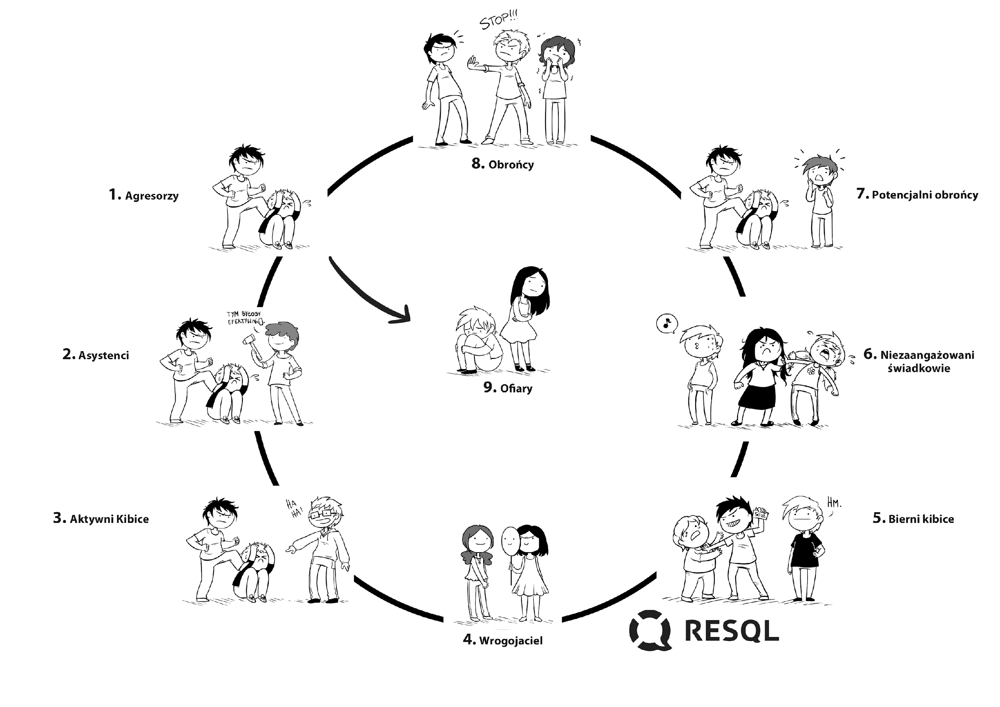 STOP!!!
8. Obrońcy
1. Agresorzy
7. Potencjalni obrońcy
TYM BYŁOBY
EFEKTYWNIEJ.
2. Asystenci
9. Ofiary
6. Niezaangażowani
świadkowie
HA
HA!
3. Aktywni Kibice
4. Wrogojaciel
50 ZŁ
HM.
5. Bierni kibice
RESQL